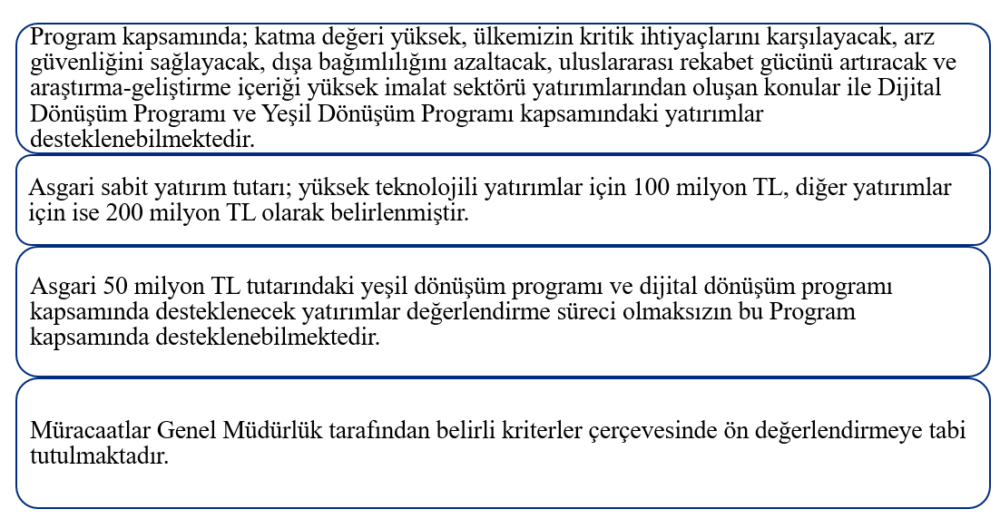 Program kapsamında; katma değeri yüksek, ülkemizin kritik ihtiyaçlarını karşılayacak, arz
güvenliğini sağlayacak, dışa bağımlılığını azaltacak, uluslararası rekabet gücünü artıracak ve
araştırma-geliştirme içeriği yüksek imalat sektörü yatırımlarından oluşan konular ile Dijital
Dönüşüm Programı ve Yeşil Dönüşüm Programı kapsamındaki yatırımlar
desteklenebilmektedir.
Asgari sabit yatırım tutarı; yüksek teknolojili yatırımlar için 100 milyon TL, diğer yatırımlar
için ise 200 milyon TL olarak belirlenmiştir.
Asgari 50 milyon TL tutarındaki yeşil dönüşüm programı ve dijital dönüşüm programı
kapsamında desteklenecek yatırımlar değerlendirme süreci olmaksızın bu Program
kapsamında desteklenebilmektedir.
Müracaatlar Genel Müdürlük tarafından belirli kriterler çerçevesinde ön değerlendirmeye tabi
tutulmaktadır.